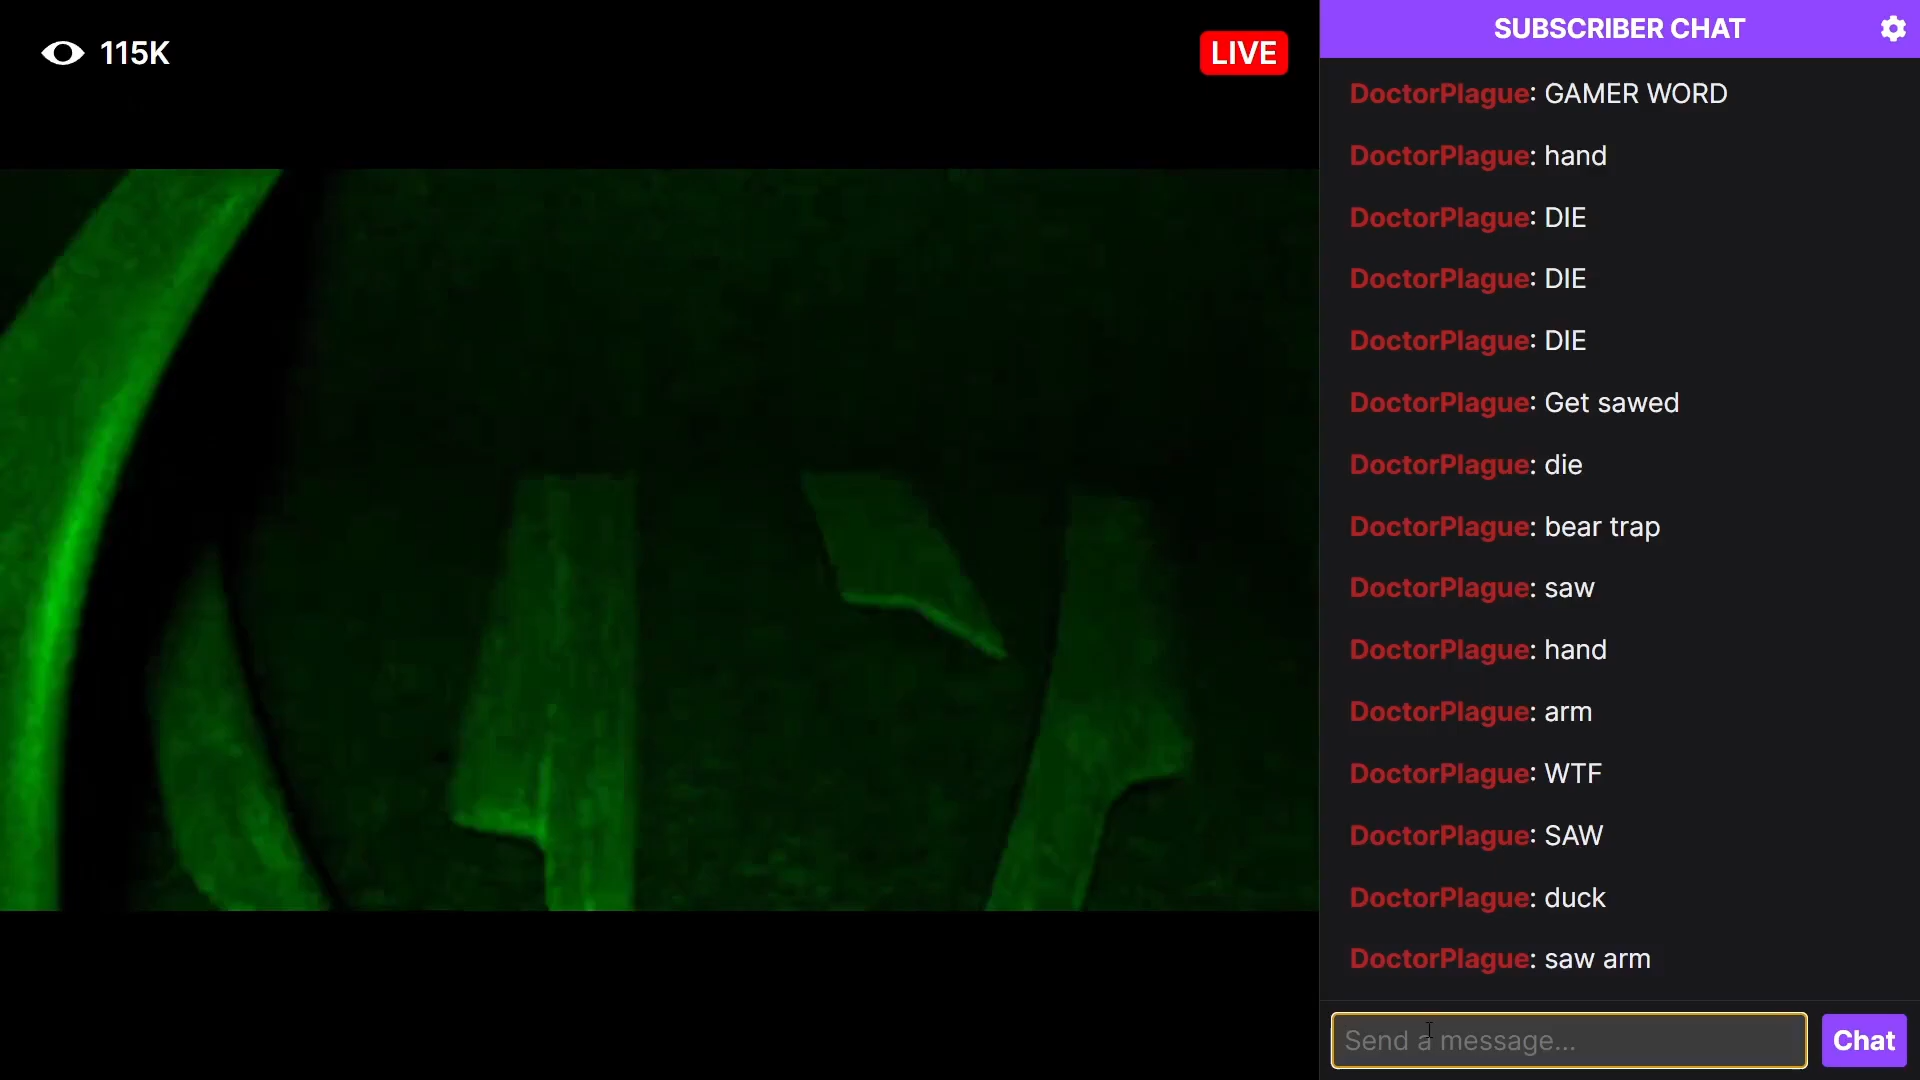 115K
LIVE
SUBSCRIBER CHAT
DoctorPlague: GAMER WORD
DoctorPlague: hand
DoctorPlague: DIE
DoctorPlague: DIE
DoctorPlague: DIE
DoctorPlague: Get sawed
DoctorPlague: die
DoctorPlague: bear trap
DoctorPlague: saw
DoctorPlague: hand
DoctorPlague: arm
DoctorPlague: WTF
DoctorPlague: SAW
DoctorPlague: duck
DoctorPlague: saw arm
Send a message...
Chat